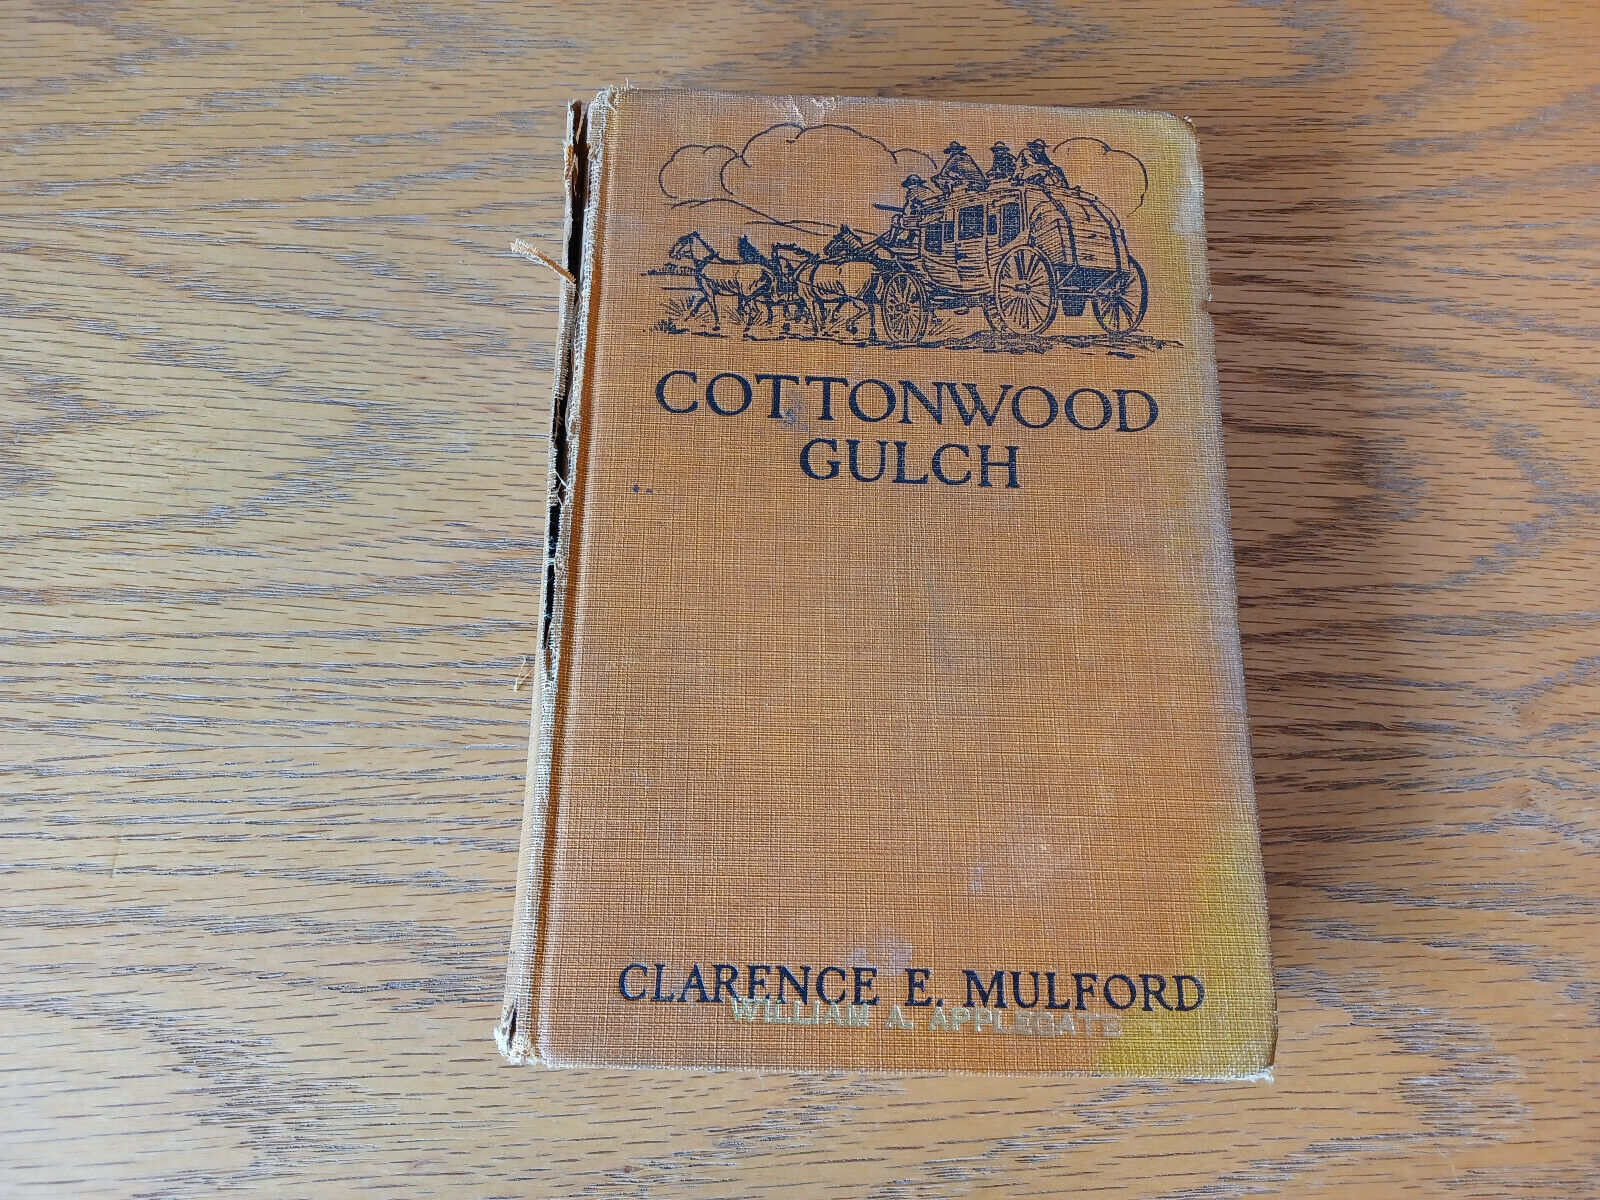 COTTONWOOD
GULCH
CLARENCE E. MULFORD
WILLIAM A. APPLEGATE